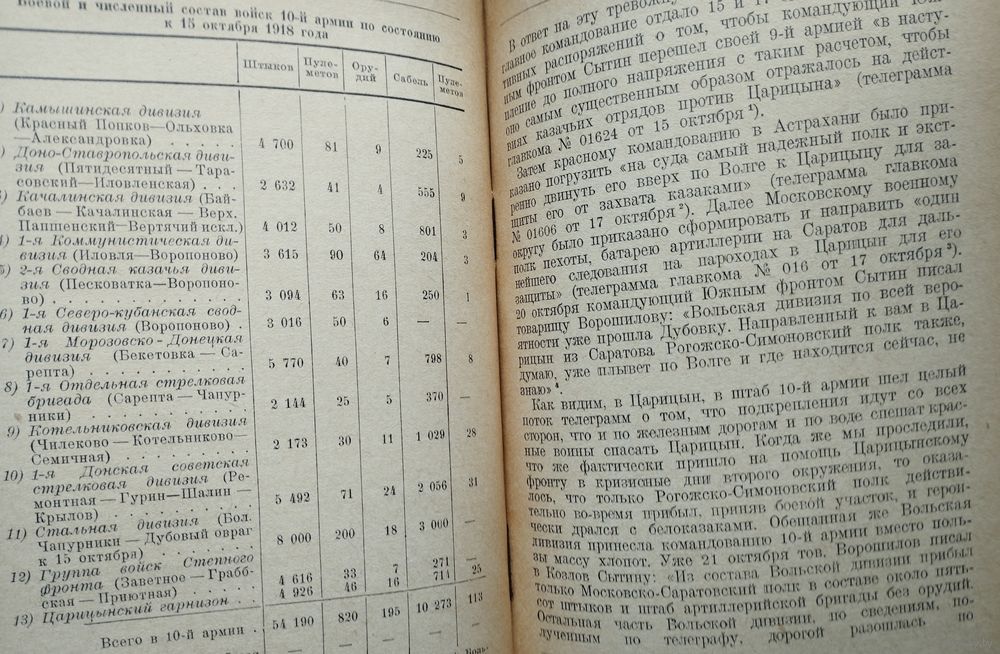 Боевой и численный состав войск 10-й армии по состоянию
к 15 октября 1918 года
Штыков Пуле-метов Ору-дий Сабель Пуле-метов
) Камышинская дивизия
(Красный Попков—Ольховка
—Александровка) . . . . . 4 700 81 9 225 5
) Доно-Ставропольская диви-
зия (Пятидесятный—Тара-
совский—Иловленская) . . . 2 632 41 4 555 9
) Качалинская дивизия (Бай-
баев — Качалинская — Верх.
Папшенский—Вертячий искл.) 4 012 50 8 801 3
) 1-я Коммунистическая ди-
визия (Иловля—Воропоново) 3 615 90 64 204 3
5) 2-я Сводная казачья диви-
зия (Песковатка—Воропоно-
во) . . . . . . . . . . . 3 094 63 16 250 1
6) 1-я Северо-кубанская свод-
ная дивизия (Воропоново) . 3 016 50 6 — —
7) 1-я Морозовско-Донецкая
дивизия (Бекетовка — Са-
репта) . . . . . . . . . . 5 770 40 7 798 8
8) 1-я Отдельная стрелковая
бригада (Сарепта—Чапур-
ники) . . . . . . . . . . 2 144 25 5 370 —
9) Котельниковская дивизия
(Чилеково — Котельниково—
Семичная) . . . . . . . . 2 173 30 11 1 029 28
10) 1-я Донская советская
стрелковая дивизия (Ре-
монтная — Гурин—Шалин —
Крылов) . . . . . . . . . 5 492 71 24 2 056 31
11) Стальная дивизия (Бол.
Чапурники — Дубовый овраг
к 15 октября) . . . . . . 8 000 200 18 3 000 —
12) Группа войск Степного
фронта (Заветное — Грабб-
ская — Приютная) . . . . 4 616 33 7 271 —
13) Царицынский гарнизон . . 4 926 46 16 711 25
Всего в 10-й армии . 54 190 820 195 10 273 113
В ответ на эту тревожную
главное командование отдало 15 и 17
тивных распоряжений о том, чтобы командующий Юж-
ным фронтом Сытин перешел своей 9-й армией «в насту-
пление до полного напряжения с таким расчетом, чтобы
оно самым существенным образом отражалось на дейст-
виях казачьих отрядов против Царицына» (телеграмма
главкома № 01624 от 15 октября ¹).
Затем красному командованию в Астрахани было при-
казано погрузить «на суда самый надежный полк и экст-
ренно двинуть его вверх по Волге к Царицыну для за-
щиты его от захвата казаками» (телеграмма главкома
№ 01606 от 17 октября ²). Далее Московскому военному
округу было приказано сформировать и направить «один
полк пехоты, батарею артиллерии на Саратов для даль-
нейшего следования на пароходах в Царицын для его
защиты» (телеграмма главкома № 016 от 17 октября ³).
20 октября командующий Южным фронтом Сытин писал
товарищу Ворошилову: «Вольская дивизия по всей веро-
ятности уже прошла Дубовку. Направленный к вам в Ца-
рицын из Саратова Рогожско-Симоновский полк также,
думаю, уже плывет по Волге и где находится сейчас, не
знаю» ⁴.
Как видим, в Царицын, в штаб 10-й армии шел целый
поток телеграмм о том, что подкрепления идут со всех
сторон, что и по железным дорогам и по воде спешат крас-
ные воины спасать Царицын. Когда же мы проследили,
что же фактически пришло на помощь Царицынскому
фронту в кризисные дни второго окружения, то оказа-
лось, что только Рогожско-Симоновский полк действи-
тельно во-время прибыл, приняв боевой участок, и герои-
чески дрался с белоказаками. Обещанная же Вольская
дивизия принесла командованию 10-й армии вместо поль-
зы массу хлопот. Уже 21 октября тов. Ворошилов писал
в Козлов Сытину: «Из состава Вольской дивизии прибыл
только Московско-Саратовский полк в составе около пять-
сот штыков и штаб артиллерийской бригады без орудий.
Остальная часть Вольской дивизии, по сведениям, по-
лученным по телеграфу, дорогой разошлась по